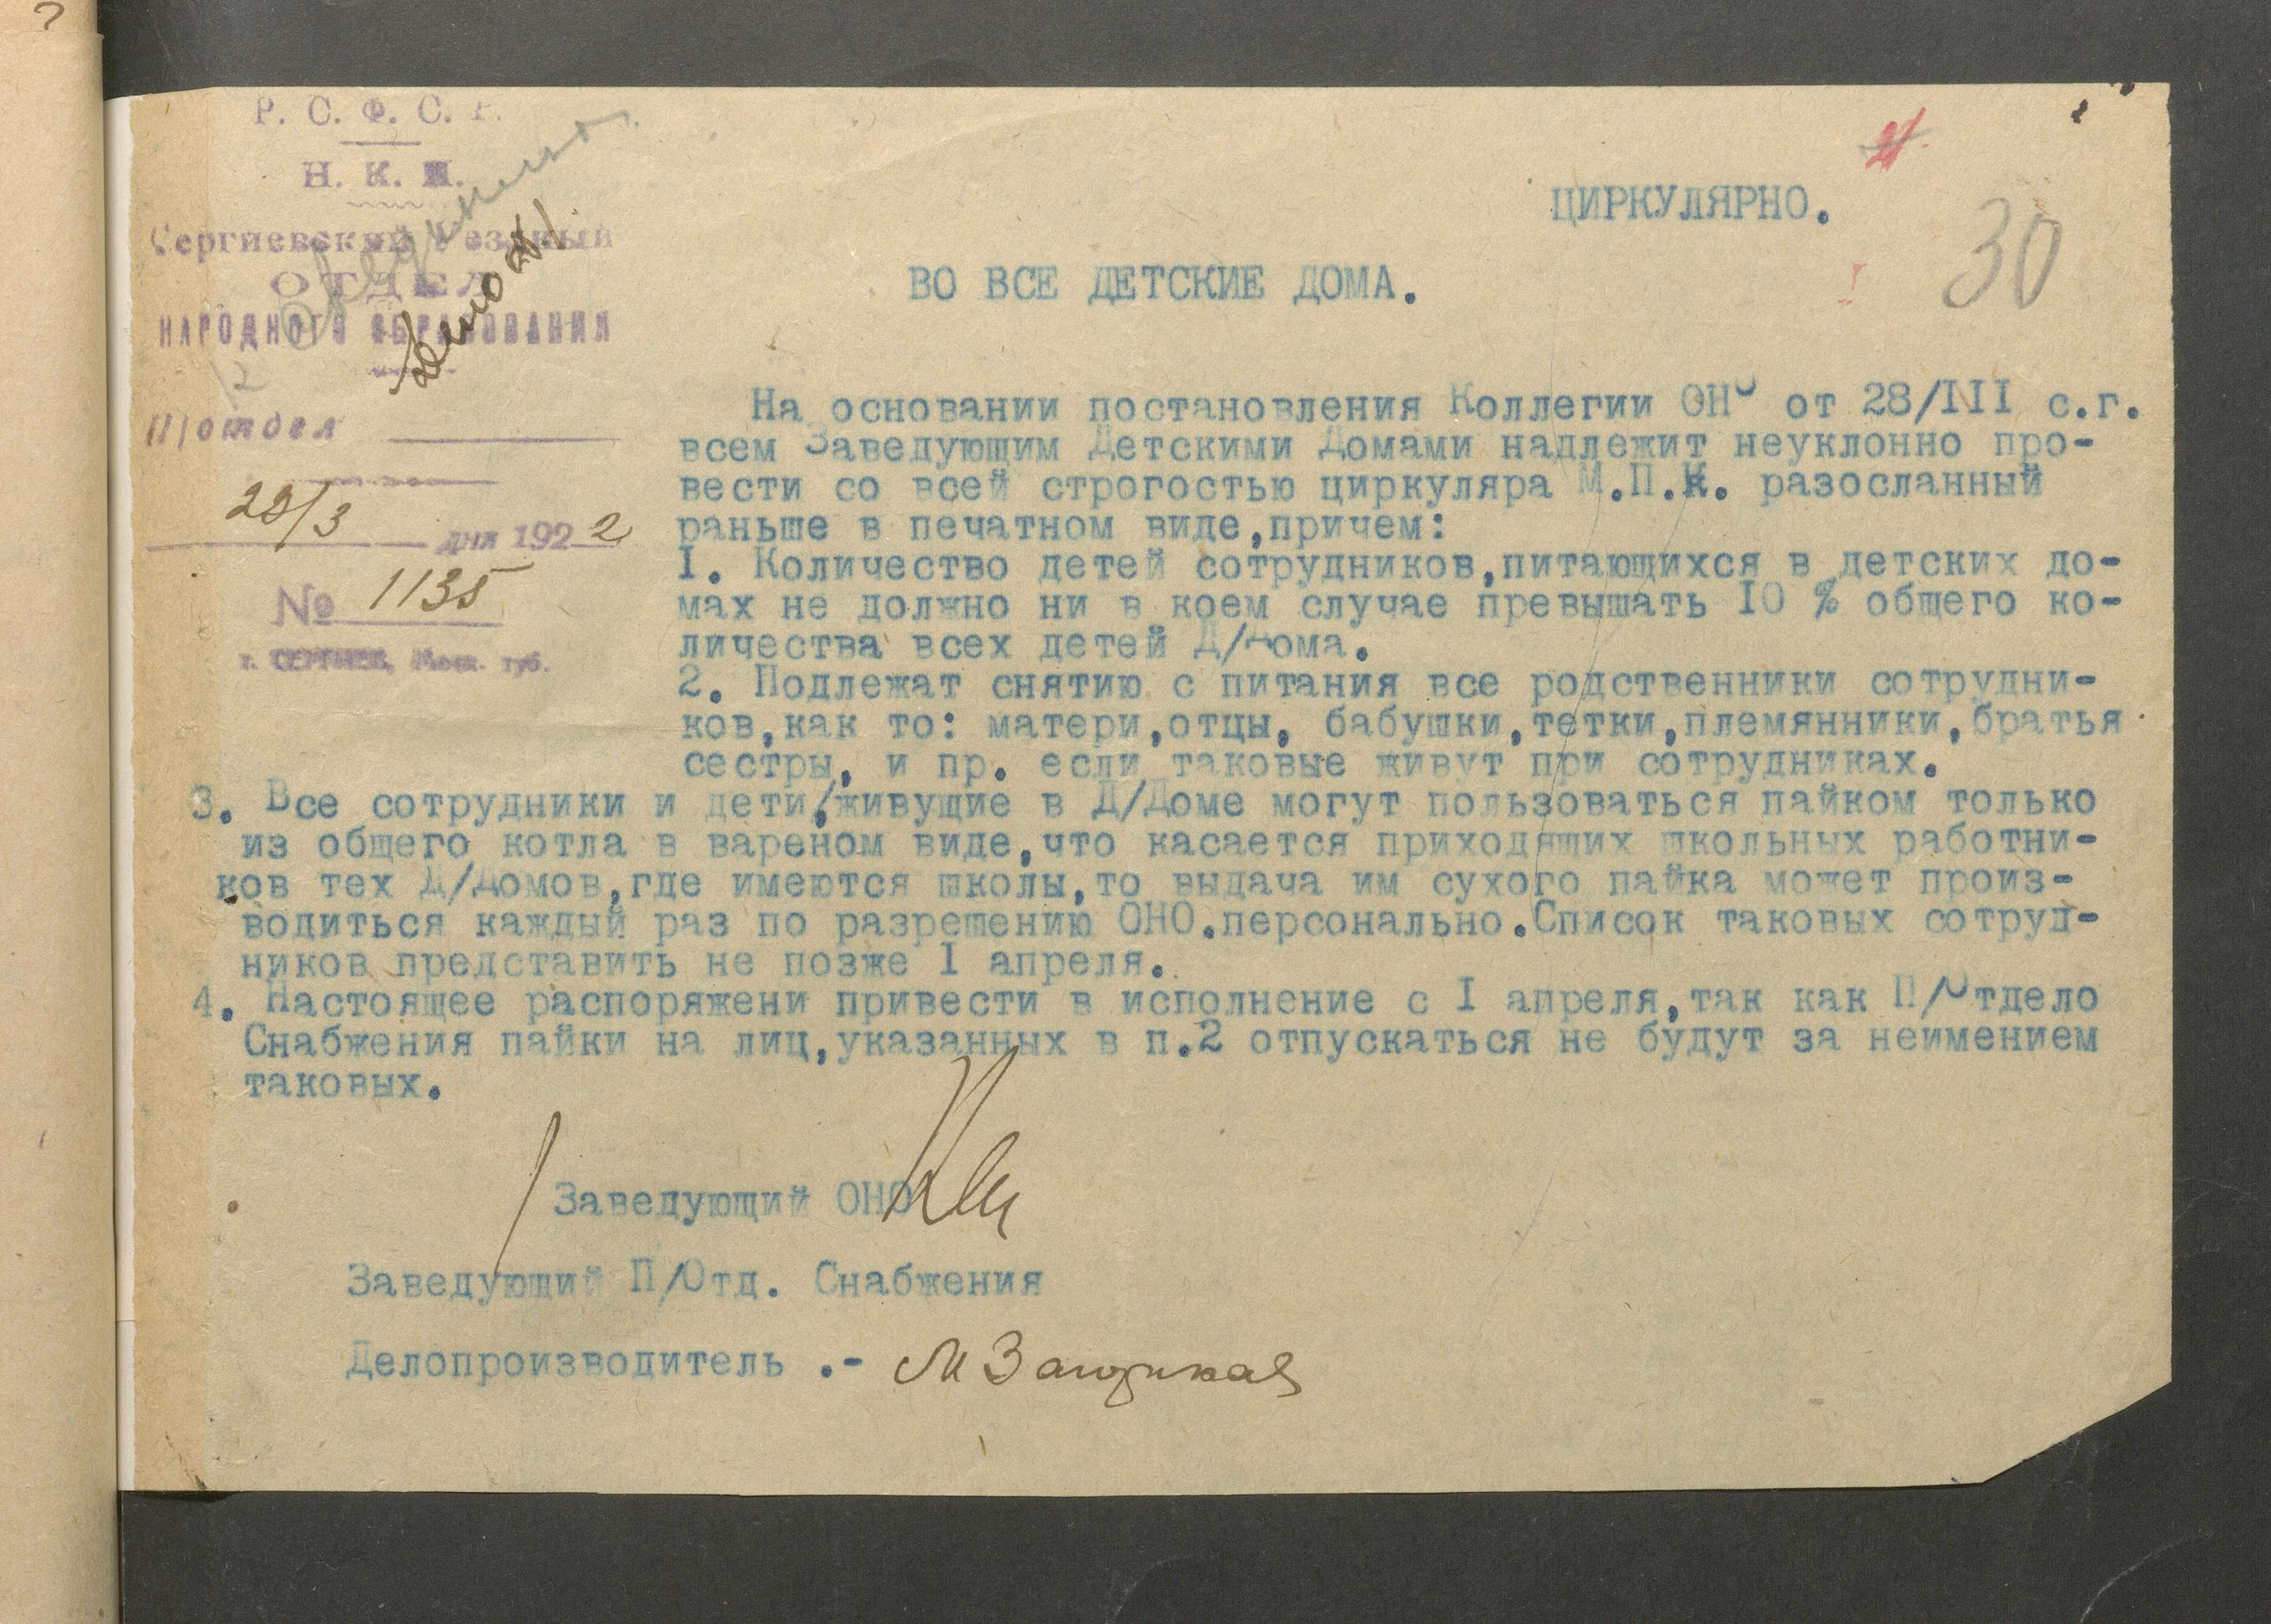 Р. С. Ф. С. Р.
Н. К. П.
Сергиевский Уездный
ОТДЕЛ
НАРОДНОГО ОБРАЗОВАНИЯ
П/отдел
29/3 дня 1922
№ 1135
г. СЕРГИЕВ, Моск. губ.
21.
30
ЦИРКУЛЯРНО.
ВО ВСЕ ДЕТСКИЕ ДОМА.
На основании постановления Коллегии ОНО от 28/III с.г.
всем Заведующим Детскими Домами надлежит неуклонно про-
вести со всей строгостью циркуляра М.П.К. разосланный
раньше в печатном виде,причем:
I. Количество детей сотрудников,питающихся в детских до-
мах не должно ни в коем случае превышать IO % общего ко-
личества всех детей Д/Дома.
2. Подлежат снятию с питания все родственники сотрудни-
ков,как то: матери,отцы, бабушки,тетки,племянники,братья
сестры, и пр. если таковые живут при сотрудниках.
3. Все сотрудники и дети,живущие в Д/Доме могут пользоваться пайком только
из общего котла в вареном виде,что касается приходящих школьных работни-
ков тех Д/Домов,где имеются школы,то выдача им сухого пайка может произ-
водиться каждый раз по разрешению ОНО.персонально.Список таковых сотруд-
ников представить не позже I апреля.
4. Настоящее распоряжени привести в исполнение с I апреля,так как П/Отдело
Снабжения пайки на лиц,указанных в п.2 отпускаться не будут за неимением
таковых.
Заведующий ОНО
Заведующий П/Отд. Снабжения
Делопроизводитель .-